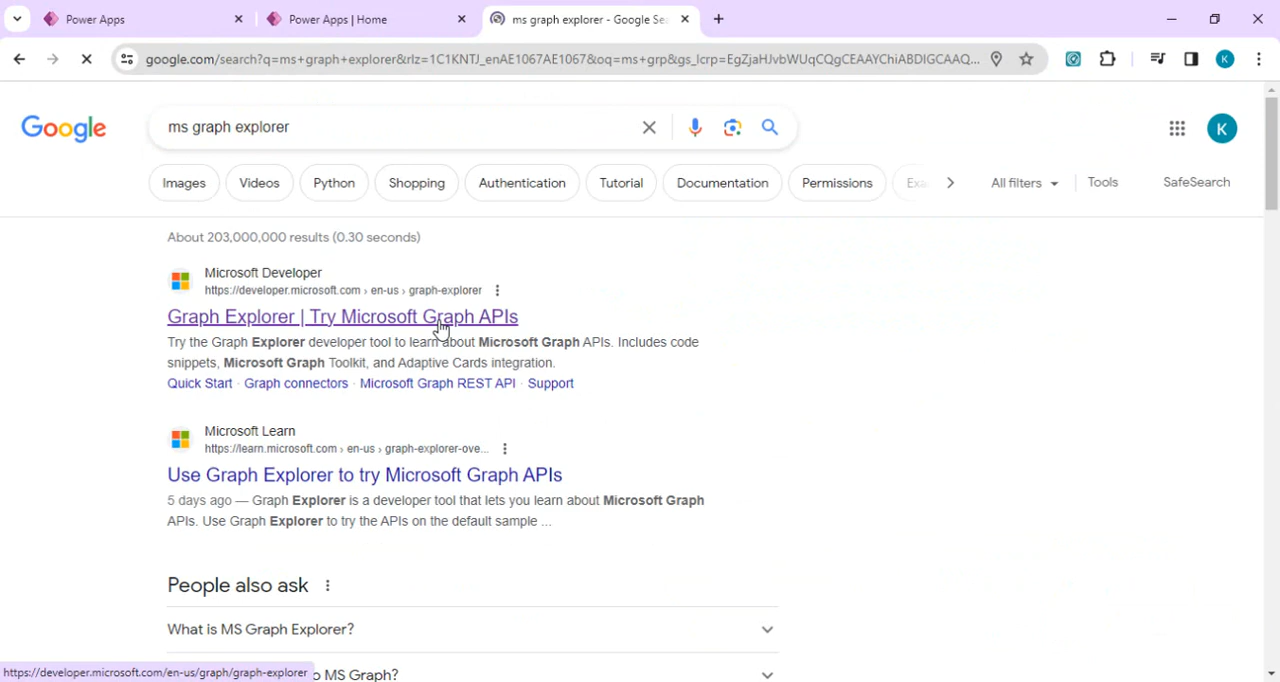 Power Apps
Power Apps | Home
ms graph explorer - Google Se
google.com/search?q=ms+graph+explorer&rlz=1C1KNTJ_enAE1067AE1067&oq=ms+grp&gs_lcrp=EgZjaHJvbWUqCQgCEAAYChiABDIGCAAQ...
K
Google
ms graph explorer
K
Images
Videos
Python
Shopping
Authentication
Tutorial
Documentation
Permissions
All filters
Tools
SafeSearch
About 203,000,000 results (0.30 seconds)
Microsoft Developer
https://developer.microsoft.com › en-us › graph-explorer
Graph Explorer | Try Microsoft Graph APIs
Try the Graph Explorer developer tool to learn about Microsoft Graph APIs. Includes code
snippets, Microsoft Graph Toolkit, and Adaptive Cards integration.
Quick Start · Graph connectors · Microsoft Graph REST API · Support
Microsoft Learn
https://learn.microsoft.com › en-us › graph-explorer-ove...
Use Graph Explorer to try Microsoft Graph APIs
5 days ago — Graph Explorer is a developer tool that lets you learn about Microsoft Graph
APIs. Use Graph Explorer to try the APIs on the default sample ...
People also ask
What is MS Graph Explorer?
https://developer.microsoft.com/en-us/graph/graph-explorer
o MS Graph?